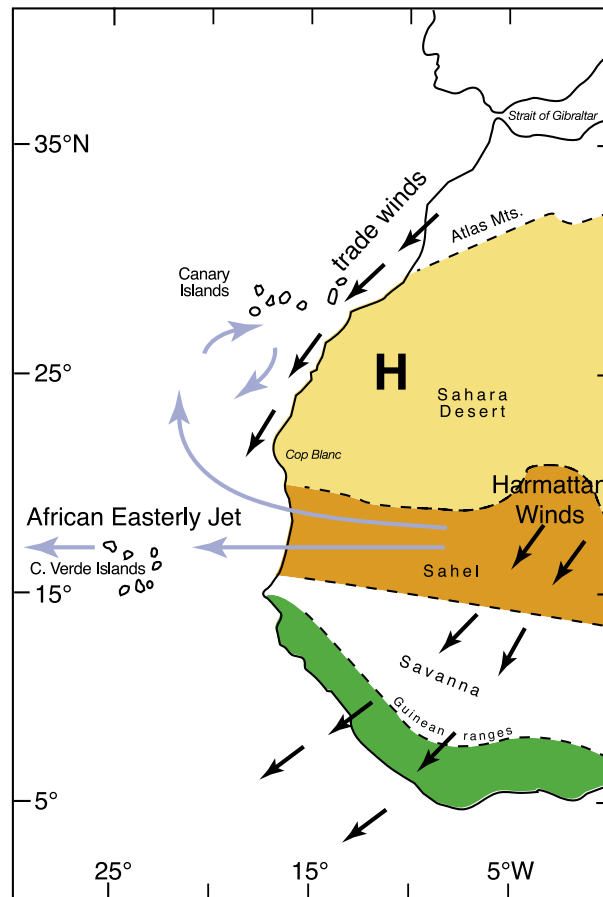 Strait of Gibraltar
35°N
trade winds
Atlas Mts.
Canary
Islands
25°
H
Sahara
Desert
Cop Blanc
Harmattan
Winds
African Easterly Jet
C. Verde Islands
Sahel
15°
Savanna
Guinean ranges
5°
25°
15°
5°W